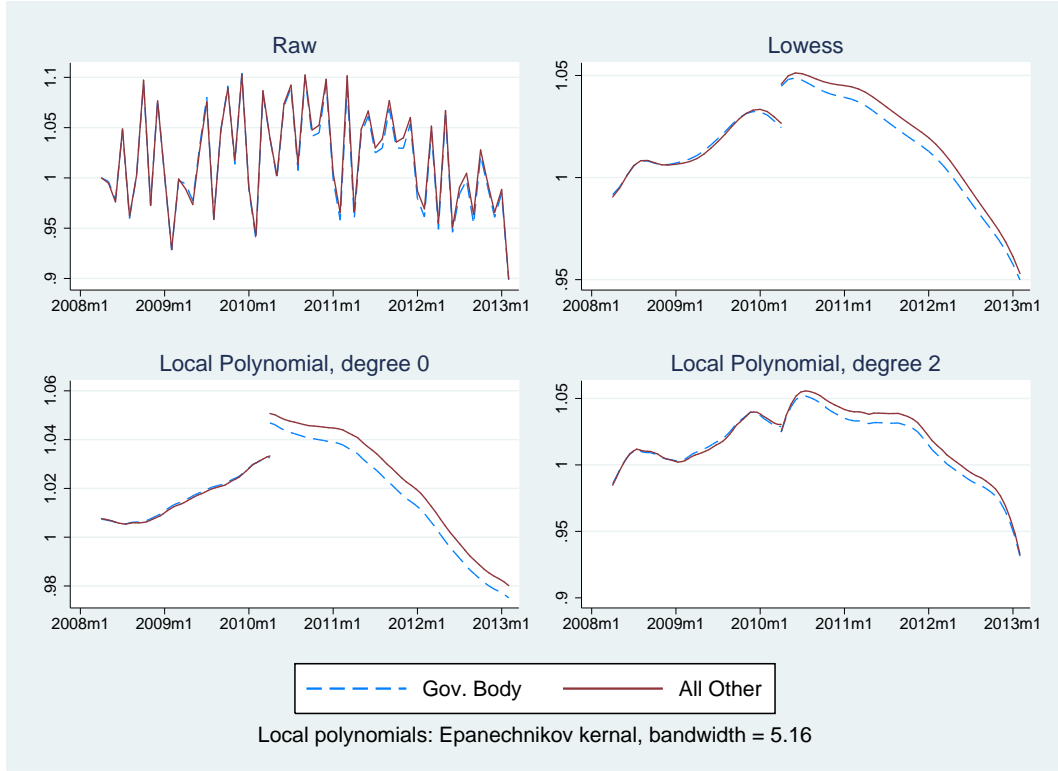 Raw
1.1
1.05
1
.95
.9
2008m1 2009m1 2010m1 2011m1 2012m1 2013m1
Lowess
1.05
1
.95
2008m1 2009m1 2010m1 2011m1 2012m1 2013m1
Local Polynomial, degree 0
1.06
1.04
1.02
1
.98
2008m1 2009m1 2010m1 2011m1 2012m1 2013m1
Local Polynomial, degree 2
1.05
1
.95
.9
2008m1 2009m1 2010m1 2011m1 2012m1 2013m1
Gov. Body All Other
Local polynomials: Epanechnikov kernal, bandwidth = 5.16